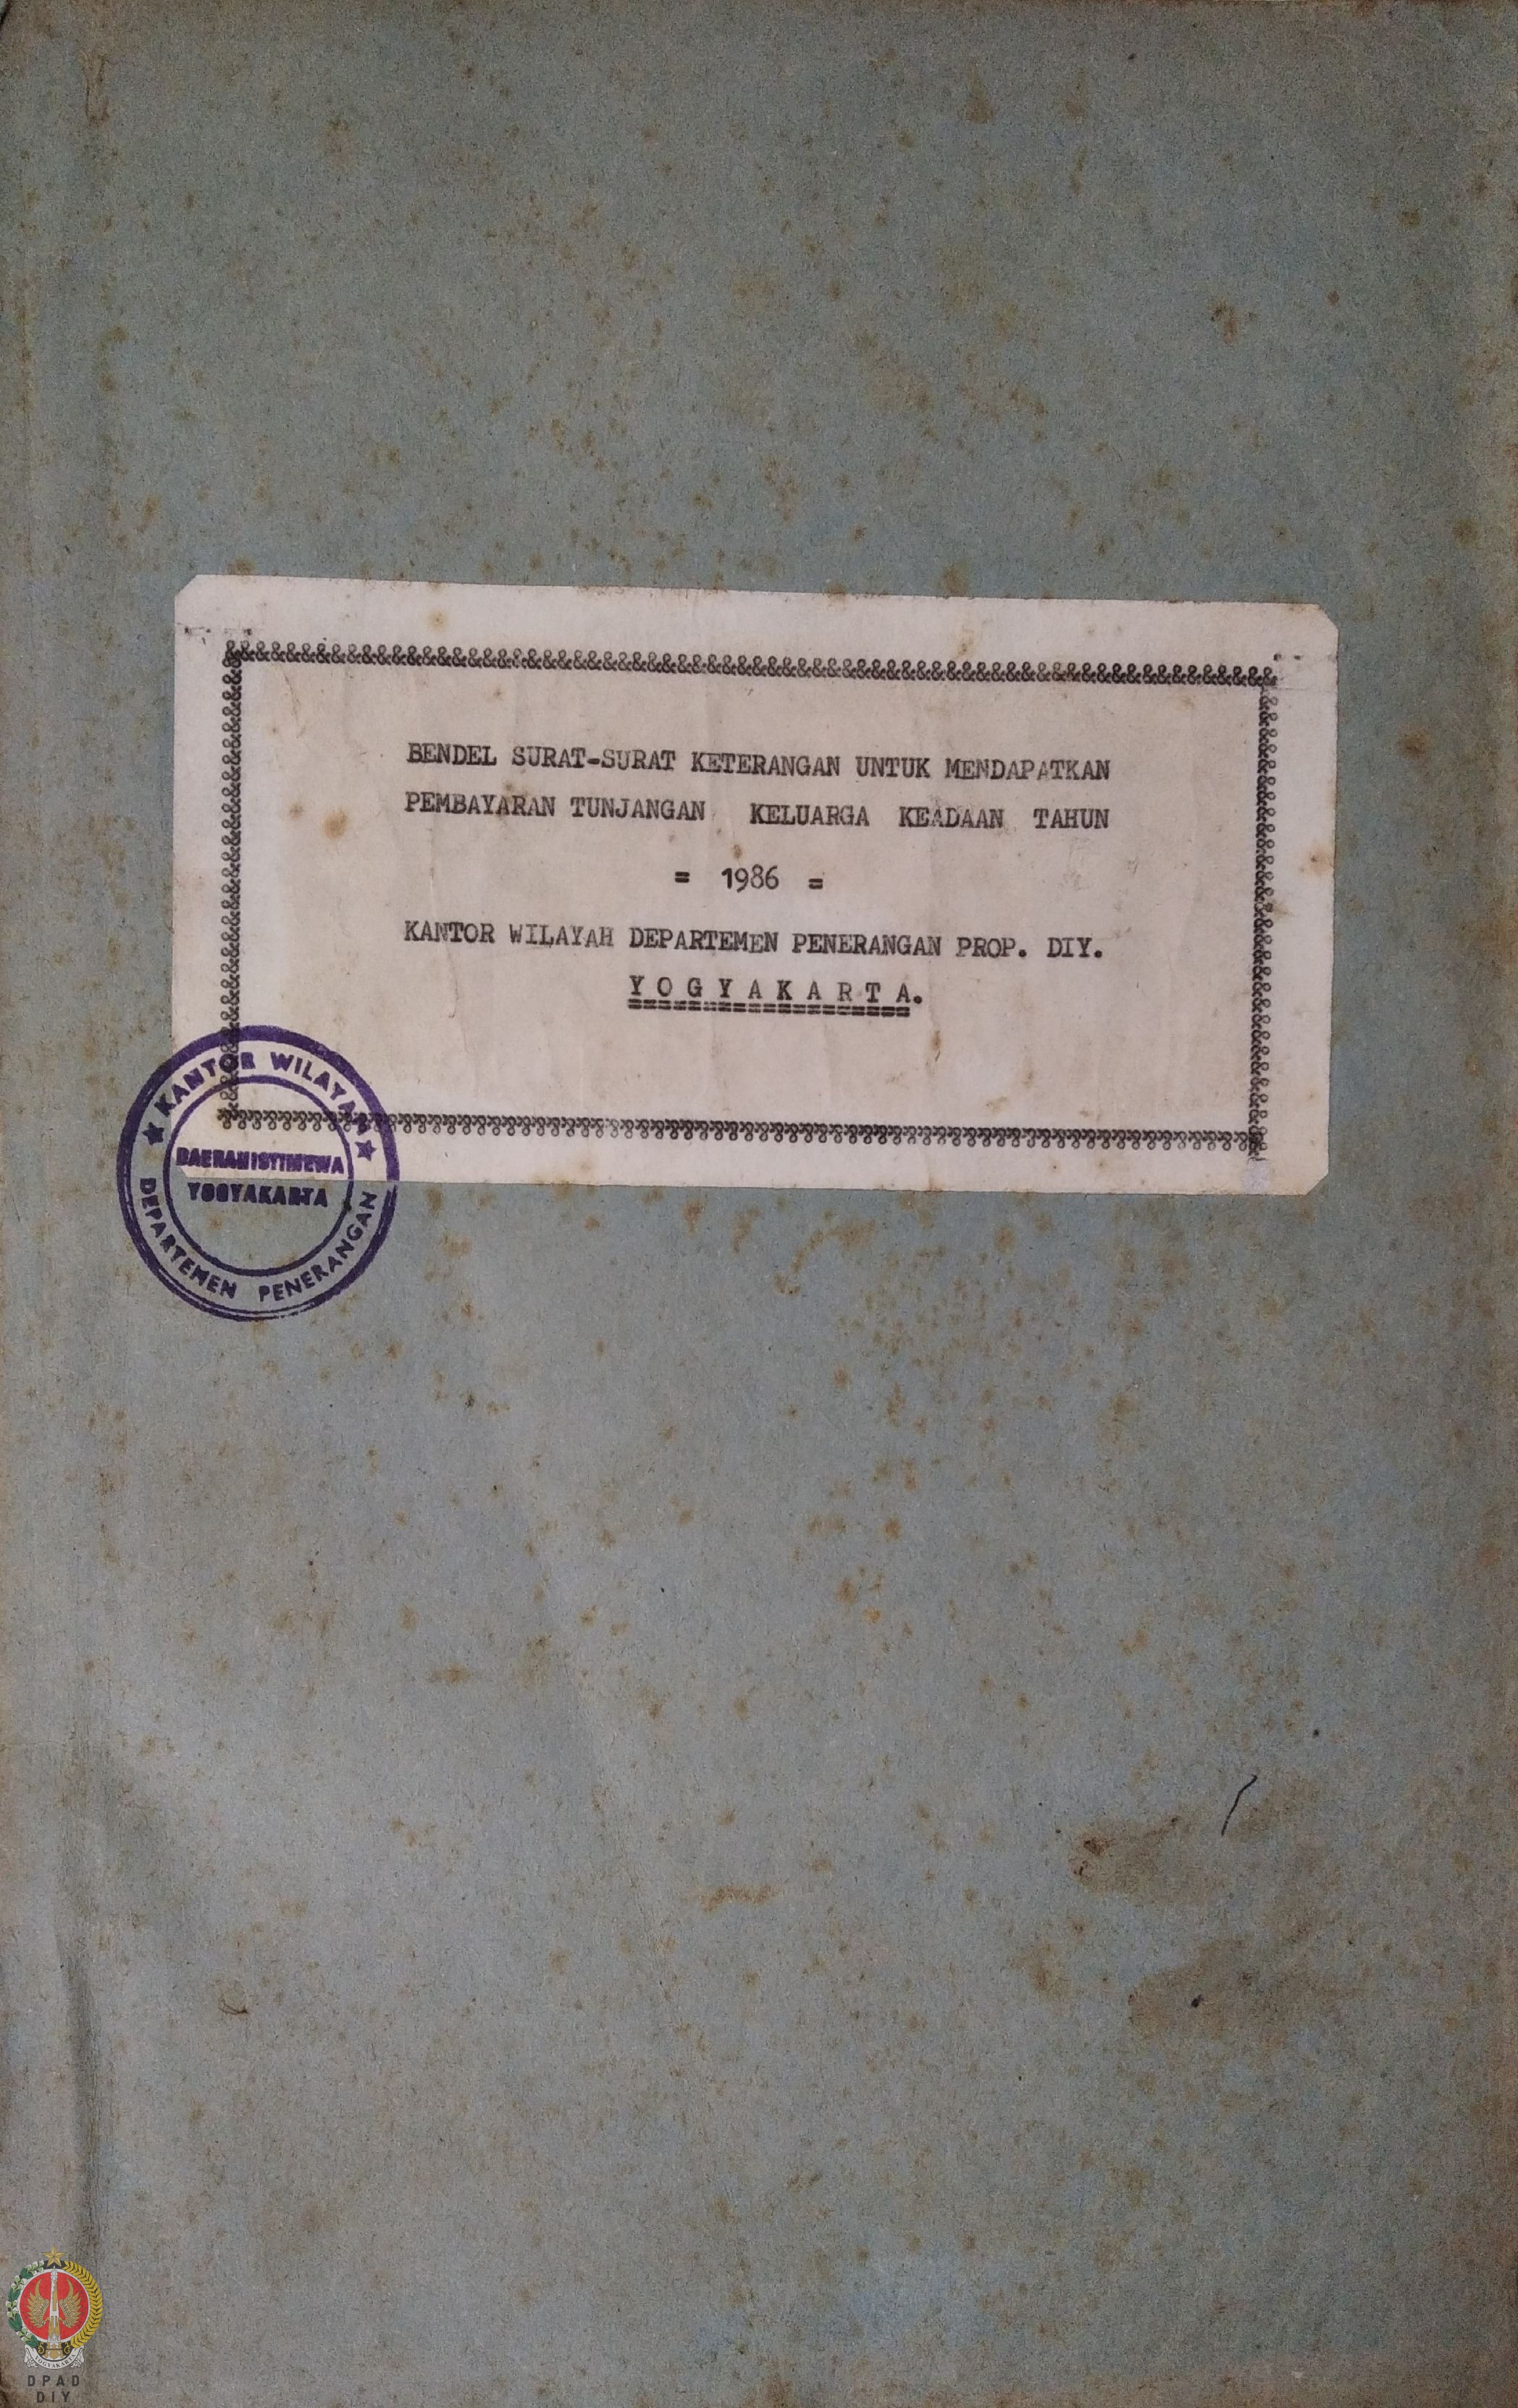 BENDEL SURAT-SURAT KETERANGAN UNTUK MENDAPATKAN
PEMBAYARAN TUNJANGAN KELUARGA KEADAAN TAHUN
= 1986 =
KANTOR WILAYAH DEPARTEMEN PENERANGAN PROP. DIY.
Y O G Y A K A R T A.
KANTOR WILAYAH
DAERAH ISTIMEWA
YOGYAKARTA
DEPARTEMEN PENERANGAN
YOGYAKARTA
DPAD
DIY